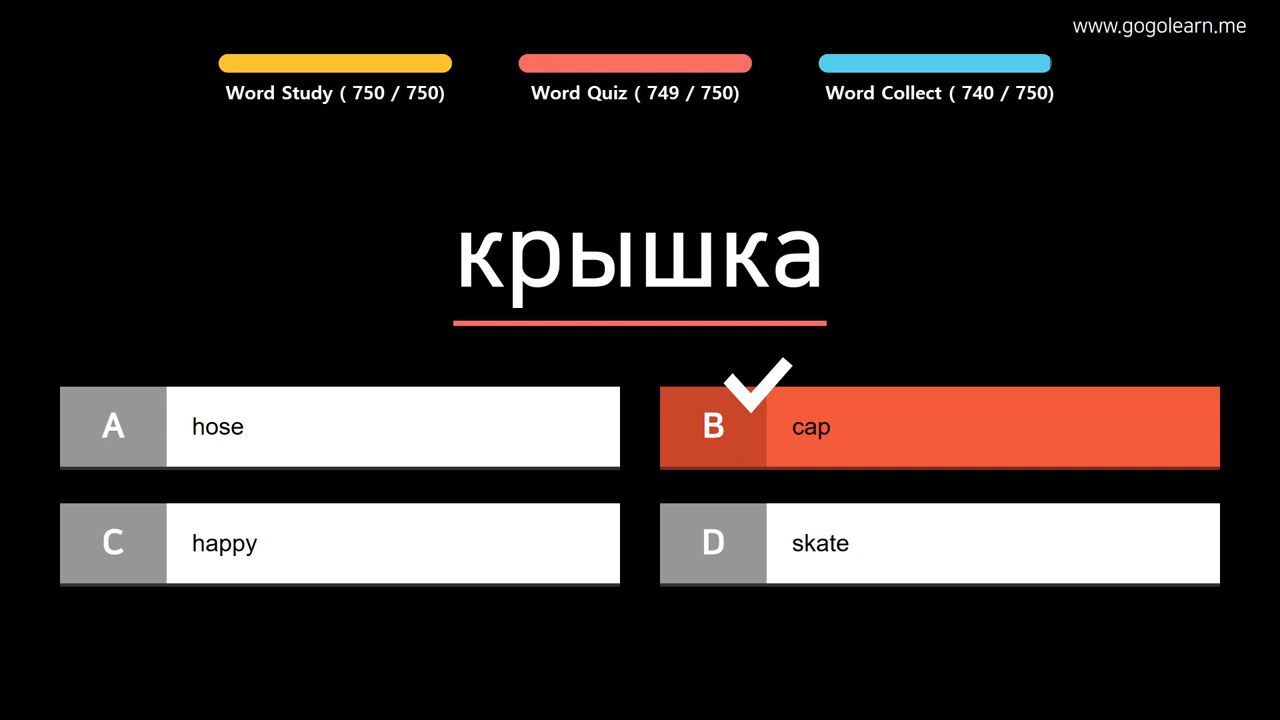 www.gogolearn.me
Word Study ( 750 / 750)
Word Quiz ( 749 / 750)
Word Collect ( 740 / 750)
крышка
A hose
B cap
C happy
D skate